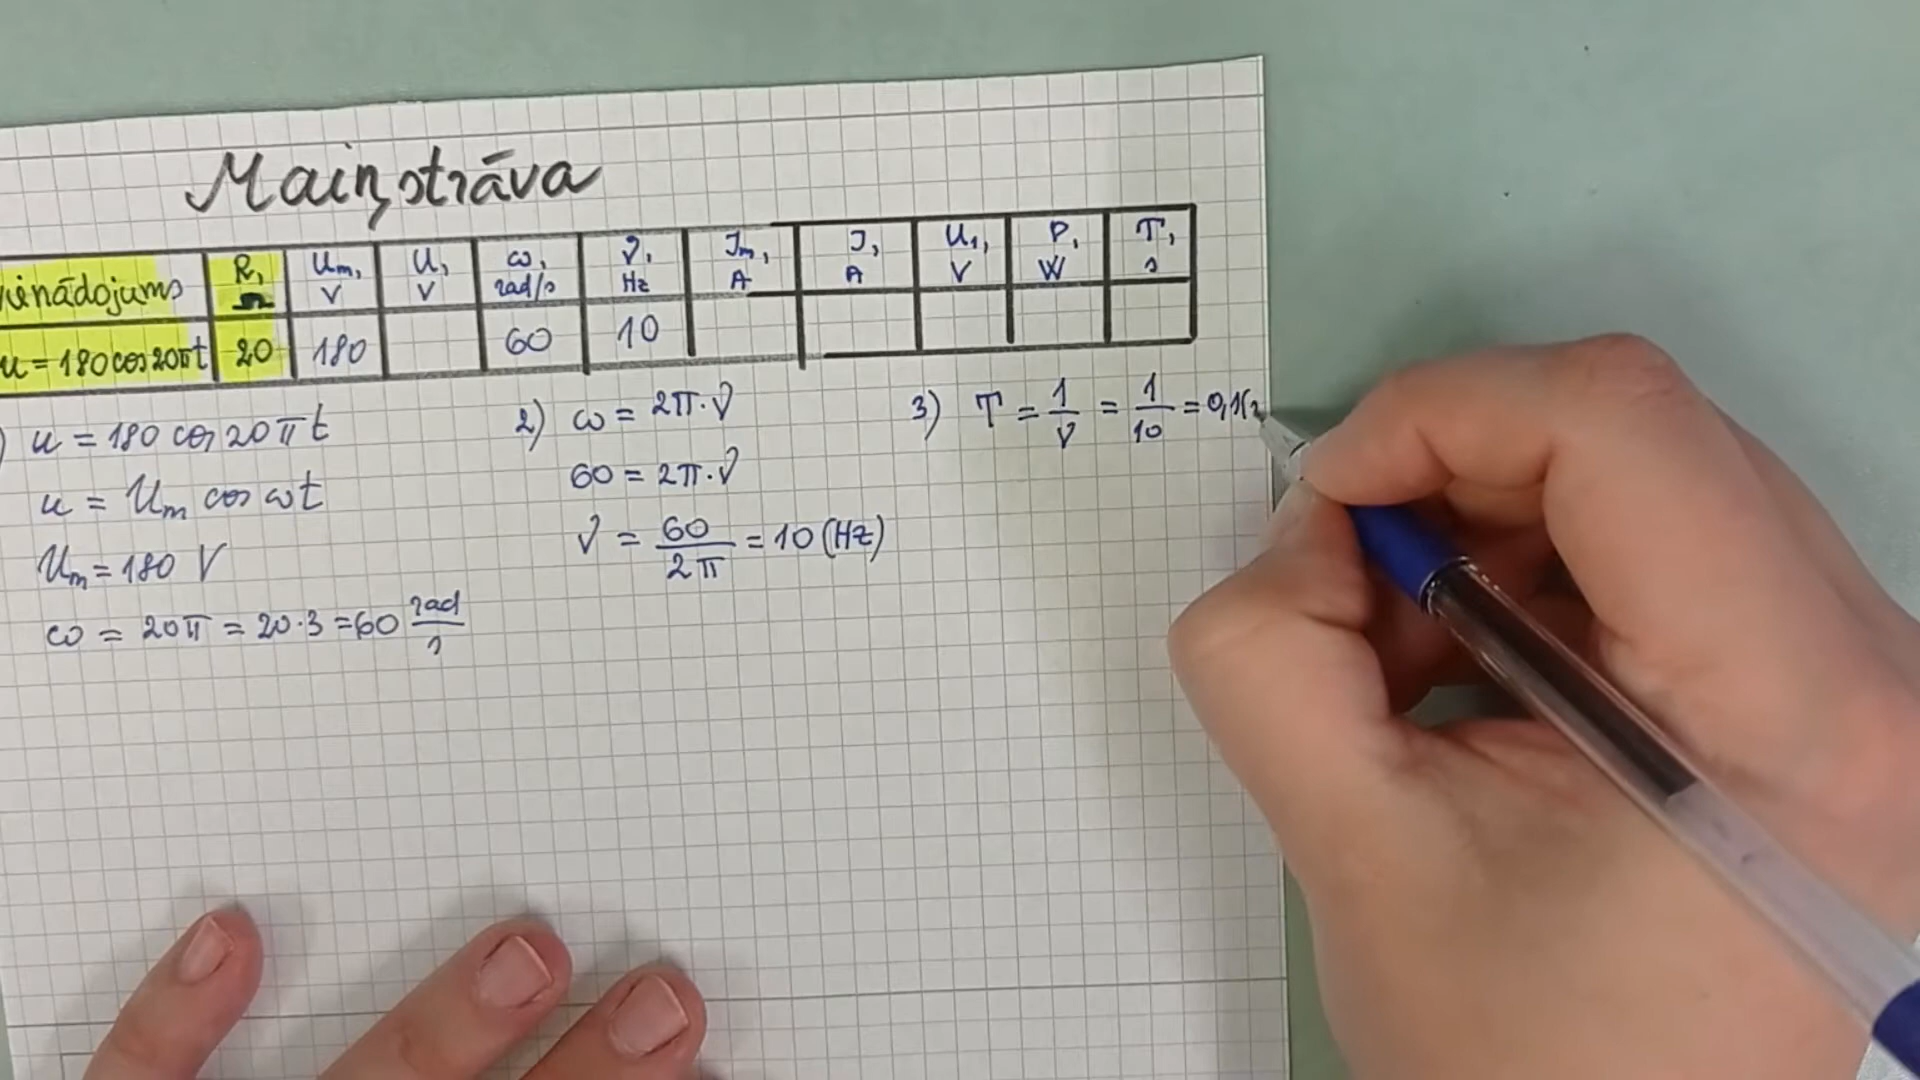 Maiņstrāva
vienādojums R, Ω Um, V U, V ω, rad/s ν, Hz Im, A I, A U1, V P, W T, s
u = 180cos20πt 20 180 60 10
) u = 180 cos 20πt
u = Um cos ωt
Um = 180 V
ω = 20π = 20·3 = 60 rad/s
2) ω = 2π·ν
60 = 2π·ν
ν = 60/2π = 10 (Hz)
3) T = 1/ν = 1/10 = 0,1(s